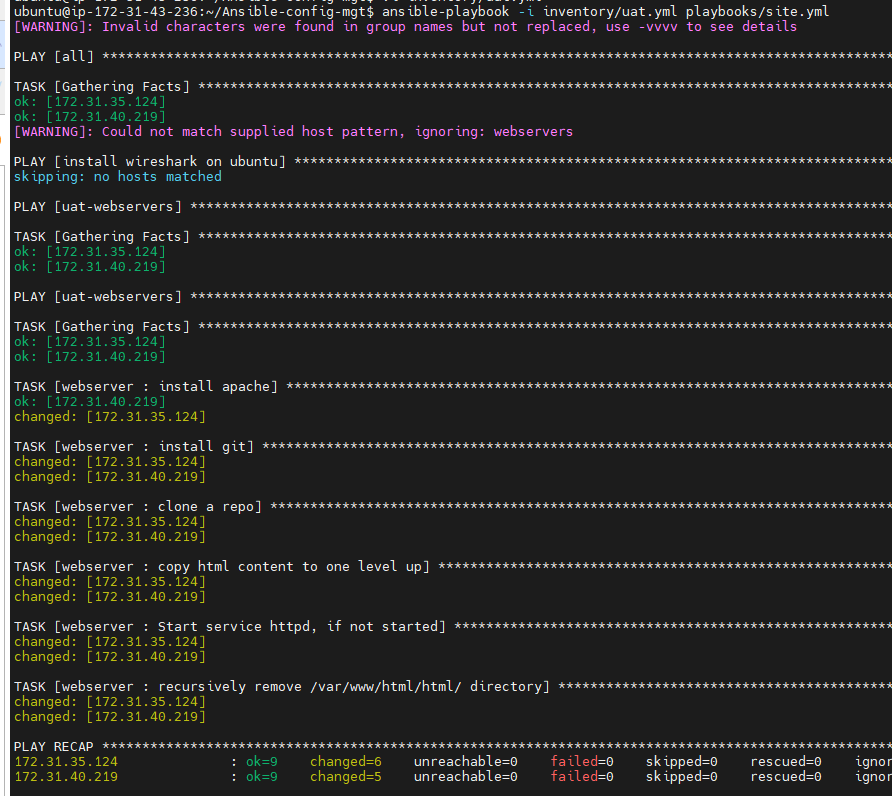 ubuntu@ip-172-31-43-236:~/Ansible-config-mgt$ ansible-playbook -i inventory/uat.yml playbooks/site.yml
[WARNING]: Invalid characters were found in group names but not replaced, use -vvvv to see details
PLAY [all] ***************************************************************************************************
TASK [Gathering Facts] ***************************************************************************************
ok: [172.31.35.124]
ok: [172.31.40.219]
[WARNING]: Could not match supplied host pattern, ignoring: webservers
PLAY [install wireshark on ubuntu] ***************************************************************************
skipping: no hosts matched
PLAY [uat-webservers] ****************************************************************************************
TASK [Gathering Facts] ***************************************************************************************
ok: [172.31.35.124]
ok: [172.31.40.219]
PLAY [uat-webservers] ****************************************************************************************
TASK [Gathering Facts] ***************************************************************************************
ok: [172.31.35.124]
ok: [172.31.40.219]
TASK [webserver : install apache] ****************************************************************************
ok: [172.31.40.219]
changed: [172.31.35.124]
TASK [webserver : install git] *******************************************************************************
changed: [172.31.35.124]
changed: [172.31.40.219]
TASK [webserver : clone a repo] ******************************************************************************
changed: [172.31.35.124]
changed: [172.31.40.219]
TASK [webserver : copy html content to one level up] *********************************************************
changed: [172.31.35.124]
changed: [172.31.40.219]
TASK [webserver : Start service httpd, if not started] *******************************************************
changed: [172.31.35.124]
changed: [172.31.40.219]
TASK [webserver : recursively remove /var/www/html/html/ directory] ******************************************
changed: [172.31.35.124]
changed: [172.31.40.219]
PLAY RECAP ***************************************************************************************************
172.31.35.124 : ok=9 changed=6 unreachable=0 failed=0 skipped=0 rescued=0 ignor
172.31.40.219 : ok=9 changed=5 unreachable=0 failed=0 skipped=0 rescued=0 ignor